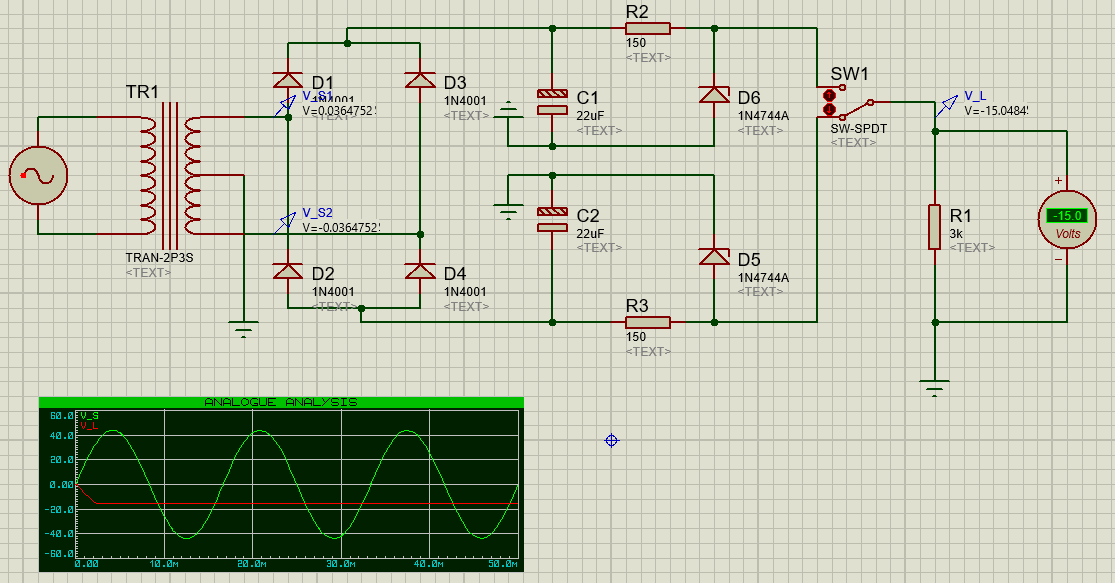 R2
150
<TEXT>
TR1
TRAN-2P3S
<TEXT>
D1
1N4001
<TEXT>
V_S1
V=0.0364752
D3
1N4001
<TEXT>
C1
22uF
<TEXT>
D6
1N4744A
<TEXT>
SW1
SW-SPDT
<TEXT>
V_L
V=-15.0484
V_S2
V=-0.0364752
D2
1N4001
<TEXT>
D4
1N4001
<TEXT>
C2
22uF
<TEXT>
D5
1N4744A
<TEXT>
R3
150
<TEXT>
R1
3k
<TEXT>
+
-15.0
Volts
−
ANALOGUE ANALYSIS
V_S
V_L
60.0
40.0
20.0
0.00
-20.0
-40.0
-60.0
0.00 10.0M 20.0M 30.0M 40.0M 50.0M